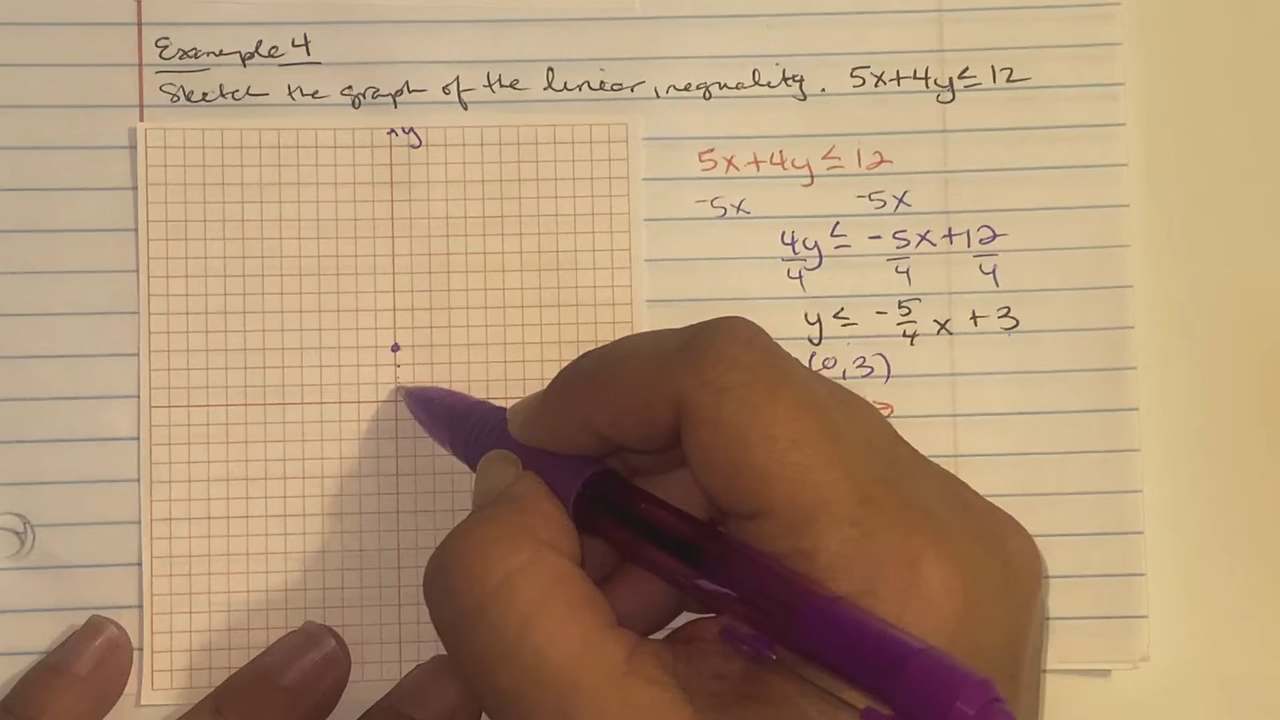 Example 4
Sketch the graph of the linear inequality. 5x+4y≤12
y
5x+4y≤12
-5x -5x
4y/4 ≤ -5x/4 +12/4
y≤ -5/4 x +3
(0,3)